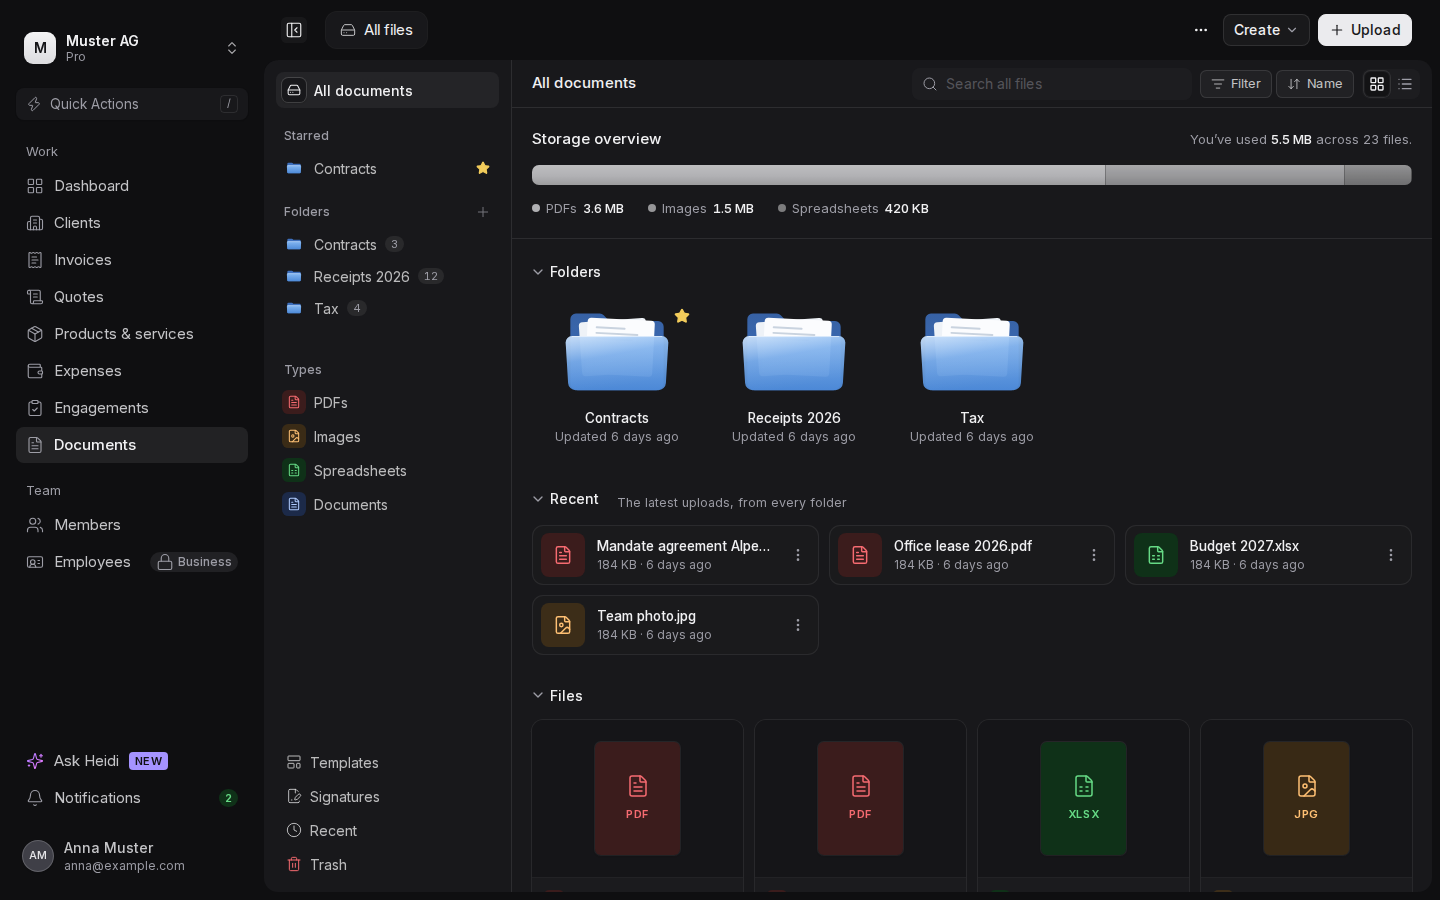 M
Muster AG
Pro
Quick Actions /
Work
Dashboard
Clients
Invoices
Quotes
Products & services
Expenses
Engagements
Documents
Team
Members
Employees Business
Ask Heidi NEW
Notifications 2
AM
Anna Muster
anna@example.com
All files
Create
Upload
All documents
Starred
Contracts
Folders
Contracts 3
Receipts 2026 12
Tax 4
Types
PDFs
Images
Spreadsheets
Documents
Templates
Signatures
Recent
Trash
All documents
Search all files
Filter
Name
Storage overview
You've used 5.5 MB across 23 files.
PDFs 3.6 MB Images 1.5 MB Spreadsheets 420 KB
Folders
Contracts
Updated 6 days ago
Receipts 2026
Updated 6 days ago
Tax
Updated 6 days ago
Recent The latest uploads, from every folder
Mandate agreement Alpe...
184 KB · 6 days ago
Office lease 2026.pdf
184 KB · 6 days ago
Budget 2027.xlsx
184 KB · 6 days ago
Team photo.jpg
184 KB · 6 days ago
Files
PDF
PDF
XLSX
JPG